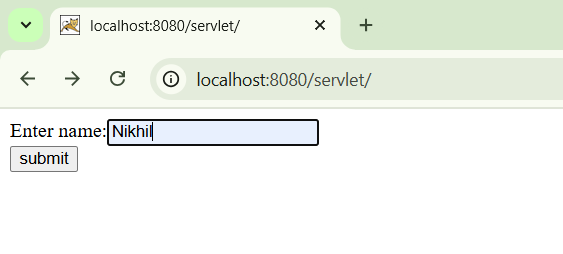 localhost:8080/servlet/
localhost:8080/servlet/
Enter name: Nikhil
submit